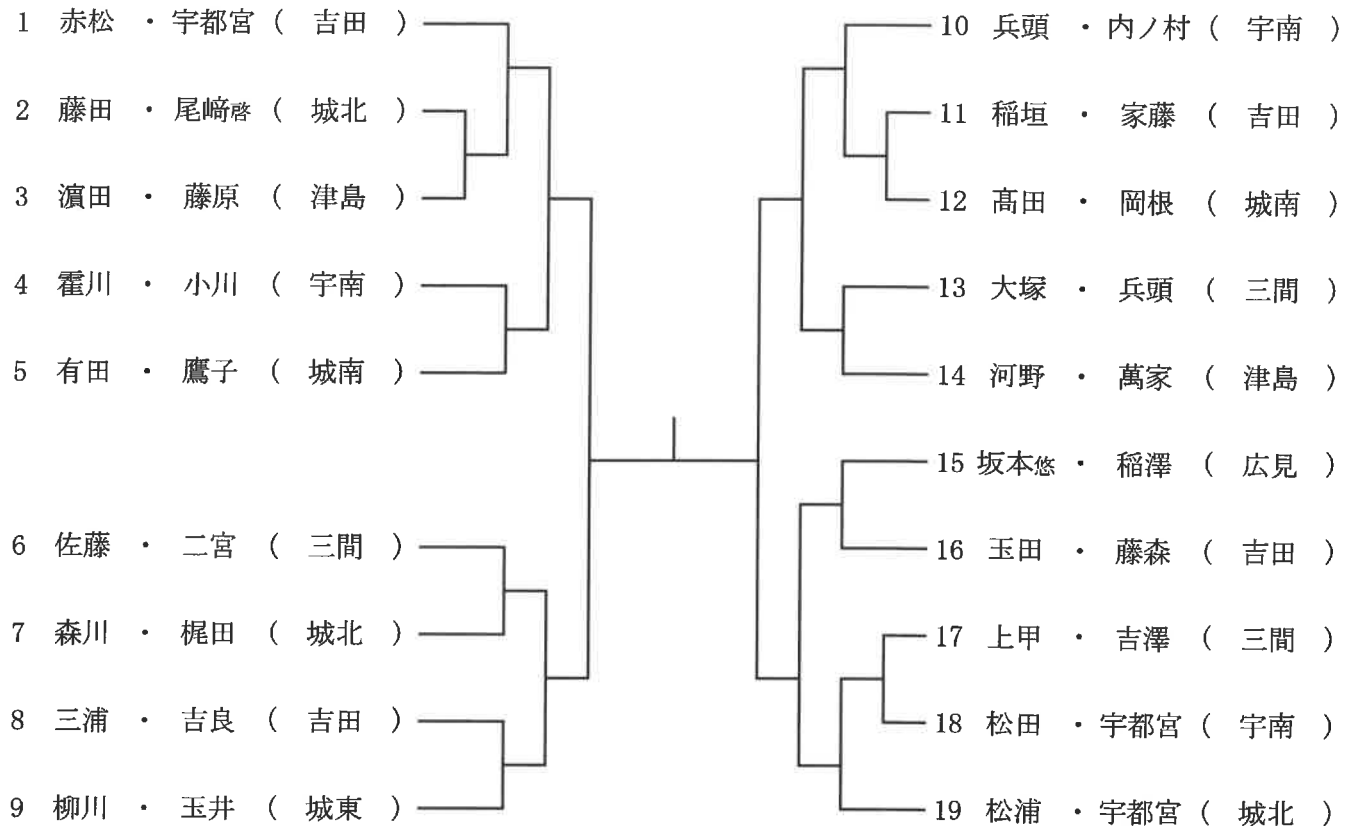 1 赤松 ・ 宇都宮 ( 吉田 )
2 藤田 ・ 尾﨑啓 ( 城北 )
3 濵田 ・ 藤原 ( 津島 )
4 霍川 ・ 小川 ( 宇南 )
5 有田 ・ 鷹子 ( 城南 )
6 佐藤 ・ 二宮 ( 三間 )
7 森川 ・ 梶田 ( 城北 )
8 三浦 ・ 吉良 ( 吉田 )
9 柳川 ・ 玉井 ( 城東 )
10 兵頭 ・ 内ノ村 ( 宇南 )
11 稲垣 ・ 家藤 ( 吉田 )
12 髙田 ・ 岡根 ( 城南 )
13 大塚 ・ 兵頭 ( 三間 )
14 河野 ・ 萬家 ( 津島 )
15 坂本悠 ・ 稲澤 ( 広見 )
16 玉田 ・ 藤森 ( 吉田 )
17 上甲 ・ 吉澤 ( 三間 )
18 松田 ・ 宇都宮 ( 宇南 )
19 松浦 ・ 宇都宮 ( 城北 )